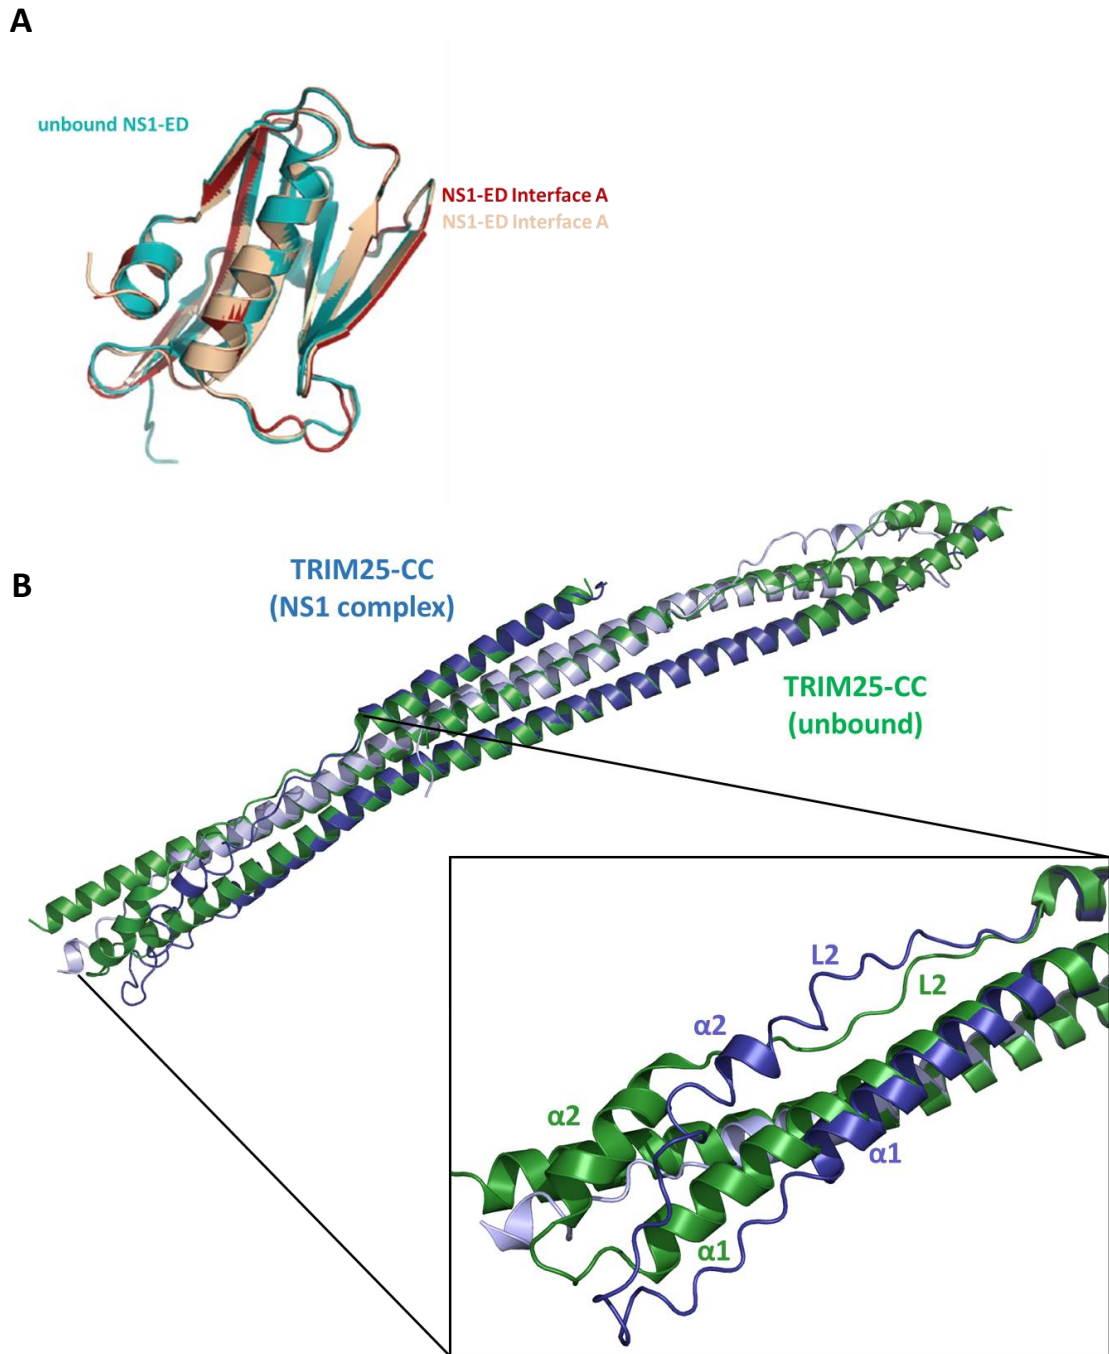 A
unbound NS1-ED
NS1-ED Interface A
NS1-ED Interface A
B
TRIM25-CC
(NS1 complex)
TRIM25-CC
(unbound)
L2
L2
α2
α2
α1
α1